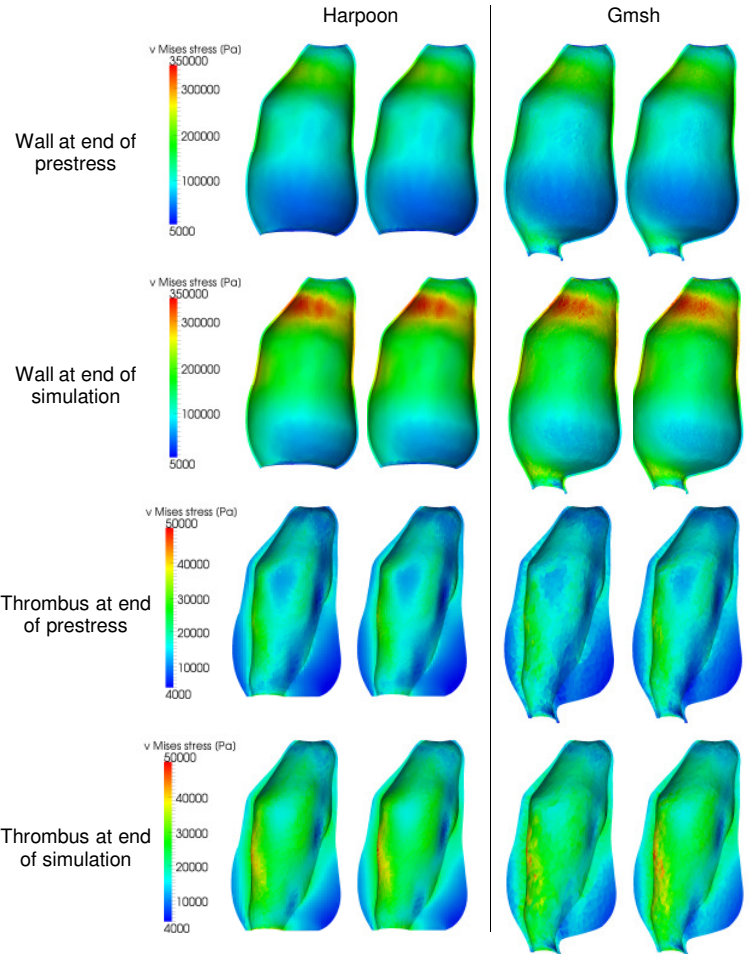 Harpoon
Gmsh
v Mises stress (Pa)
350000
300000
200000
100000
5000
Wall at end of
prestress
v Mises stress (Pa)
350000
300000
200000
100000
5000
Wall at end of
simulation
v Mises stress (Pa)
50000
40000
30000
20000
10000
4000
Thrombus at end
of prestress
v Mises stress (Pa)
50000
40000
30000
20000
10000
4000
Thrombus at end
of simulation